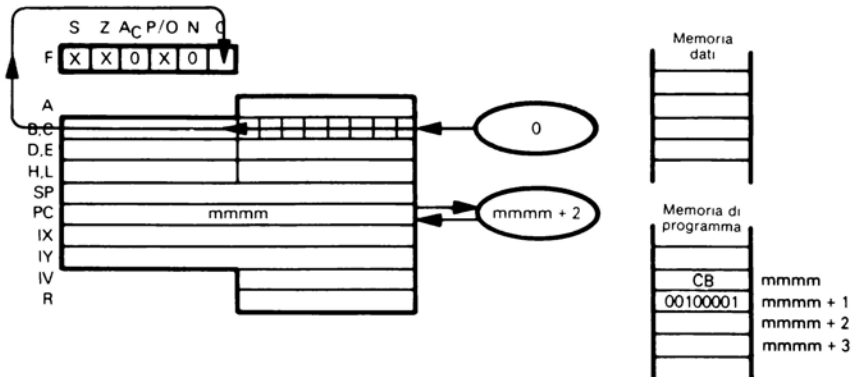 S Z AC P/O N C
F X X 0 X 0
A
B,C
D,E
H,L
SP
PC mmmm
IX
IY
IV
R
0
mmmm + 2
Memoria
dati
Memoria di
programma
CB mmmm
00100001 mmmm + 1
mmmm + 2
mmmm + 3